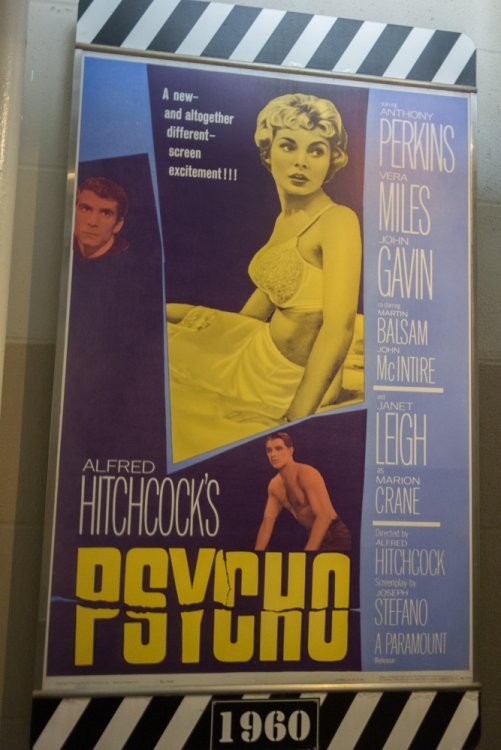 A new–
and altogether
different–
screen
excitement!!!
ANTHONY
PERKINS
VERA
MILES
JOHN
GAVIN
co-starring
MARTIN
BALSAM
JOHN
McINTIRE
and
JANET
LEIGH
as
MARION
CRANE
Directed by
ALFRED
HITCHCOCK
Screenplay by
JOSEPH
STEFANO
A PARAMOUNT
Release
ALFRED
HITCHCOCK'S
PSYCHO
1960